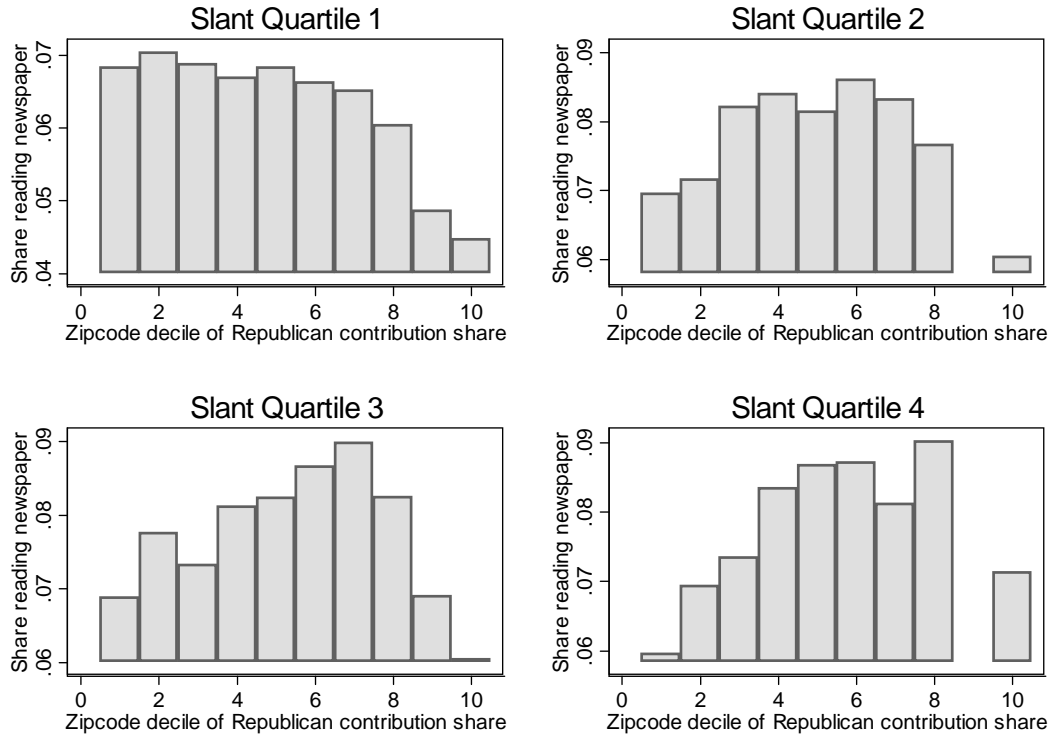 Slant Quartile 1
Share reading newspaper
.07
.06
.05
.04
0 2 4 6 8 10
Zipcode decile of Republican contribution share
Slant Quartile 2
Share reading newspaper
.09
.08
.07
.06
0 2 4 6 8 10
Zipcode decile of Republican contribution share
Slant Quartile 3
Share reading newspaper
.09
.08
.07
.06
0 2 4 6 8 10
Zipcode decile of Republican contribution share
Slant Quartile 4
Share reading newspaper
.09
.08
.07
.06
0 2 4 6 8 10
Zipcode decile of Republican contribution share